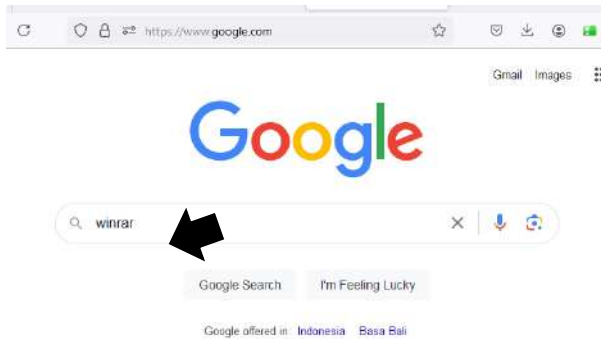 https://www.google.com
Gmail Images
Google
winrar
Google Search I'm Feeling Lucky
Google offered in: Indonesia Basa Bali